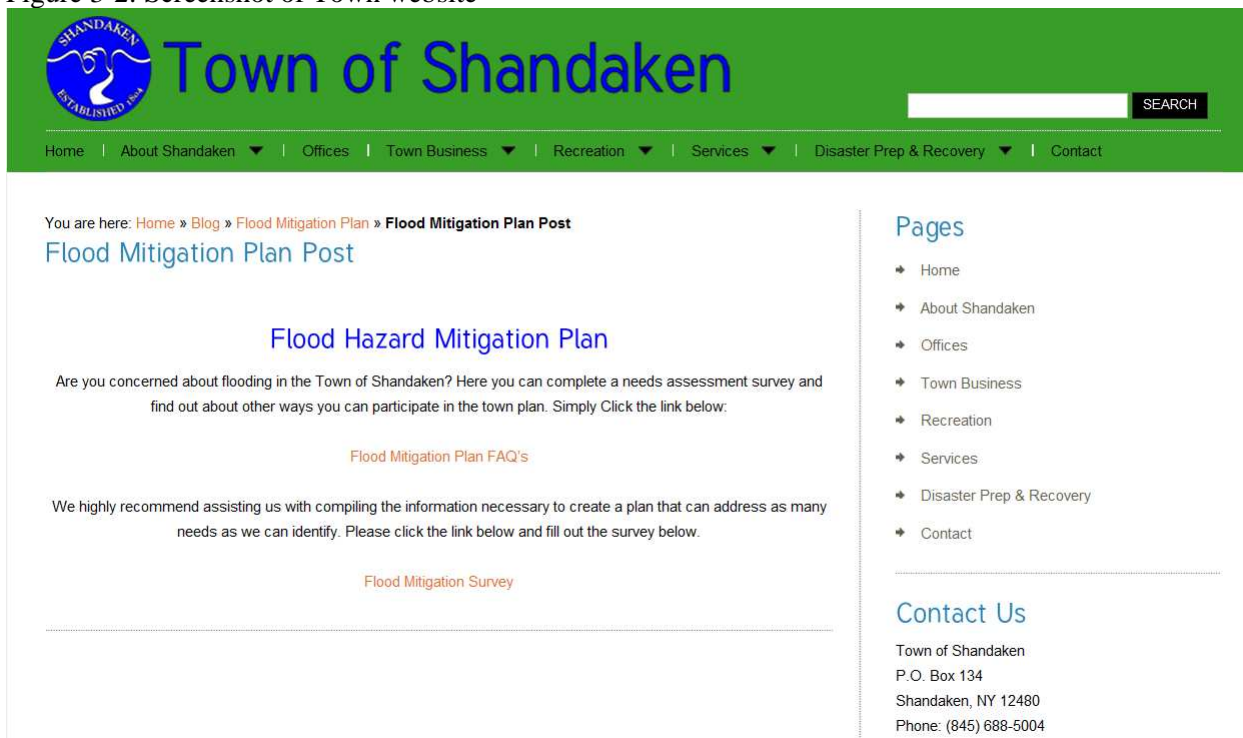 Figure 3-2. Screenshot of Town website
SHANDAKEN
ESTABLISHED 1804
Town of Shandaken
SEARCH
Home | About Shandaken | Offices | Town Business | Recreation | Services | Disaster Prep & Recovery | Contact
You are here: Home » Blog » Flood Mitigation Plan » Flood Mitigation Plan Post
Flood Mitigation Plan Post
Flood Hazard Mitigation Plan
Are you concerned about flooding in the Town of Shandaken? Here you can complete a needs assessment survey and
find out about other ways you can participate in the town plan. Simply Click the link below:
Flood Mitigation Plan FAQ's
We highly recommend assisting us with compiling the information necessary to create a plan that can address as many
needs as we can identify. Please click the link below and fill out the survey below.
Flood Mitigation Survey
Pages
Home
About Shandaken
Offices
Town Business
Recreation
Services
Disaster Prep & Recovery
Contact
Contact Us
Town of Shandaken
P.O. Box 134
Shandaken, NY 12480
Phone: (845) 688-5004